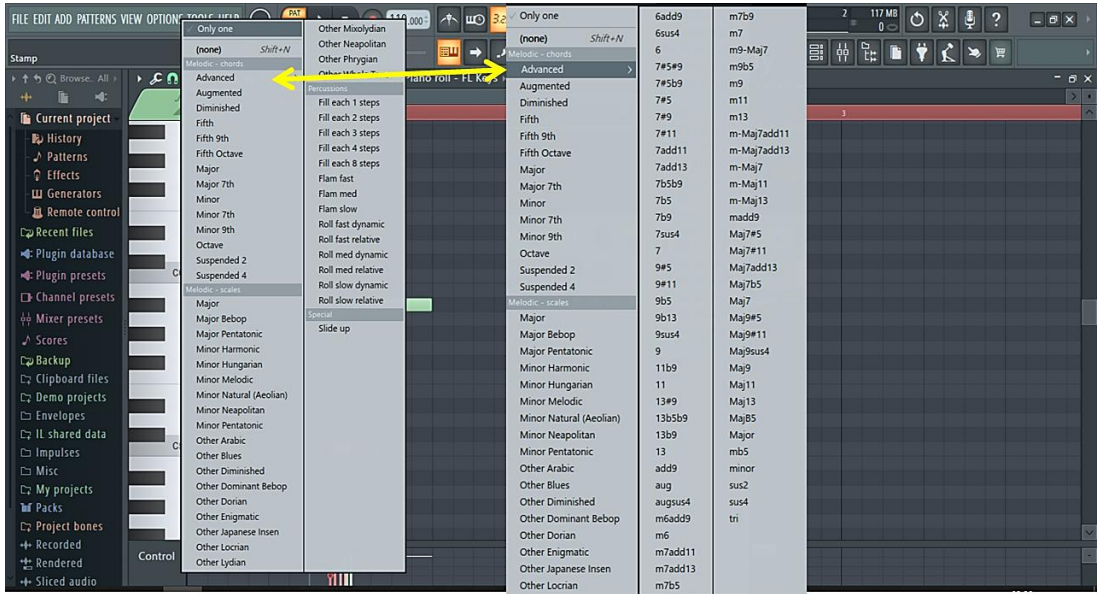 FILE EDIT ADD PATTERNS VIEW OPTIONS TOOLS HELP
PAT
3.2
2
117 MB
0
Stamp
Browse.. All
Piano roll - FL Keys
3
Current project
History
Patterns
Effects
Generators
Remote control
Recent files
Plugin database
Plugin presets
Channel presets
Mixer presets
Scores
Backup
Clipboard files
Demo projects
Envelopes
IL shared data
Impulses
Misc
My projects
Packs
Project bones
Recorded
Rendered
Sliced audio
Control
Only one
(none) Shift+N
Melodic - chords
Advanced
Augmented
Diminished
Fifth
Fifth 9th
Fifth Octave
Major
Major 7th
Minor
Minor 7th
Minor 9th
Octave
Suspended 2
Suspended 4
Melodic - scales
Major
Major Bebop
Major Pentatonic
Minor Harmonic
Minor Hungarian
Minor Melodic
Minor Natural (Aeolian)
Minor Neapolitan
Minor Pentatonic
Other Arabic
Other Blues
Other Diminished
Other Dominant Bebop
Other Dorian
Other Enigmatic
Other Japanese Insen
Other Locrian
Other Lydian
Other Mixolydian
Other Neapolitan
Other Phrygian
Other Whole
Percussions
Fill each 1 steps
Fill each 2 steps
Fill each 3 steps
Fill each 4 steps
Fill each 8 steps
Flam fast
Flam med
Flam slow
Roll fast dynamic
Roll fast relative
Roll med dynamic
Roll med relative
Roll slow dynamic
Roll slow relative
Special
Slide up
Only one
(none) Shift+N
Melodic - chords
Advanced >
Augmented
Diminished
Fifth
Fifth 9th
Fifth Octave
Major
Major 7th
Minor
Minor 7th
Minor 9th
Octave
Suspended 2
Suspended 4
Melodic - scales
Major
Major Bebop
Major Pentatonic
Minor Harmonic
Minor Hungarian
Minor Melodic
Minor Natural (Aeolian)
Minor Neapolitan
Minor Pentatonic
Other Arabic
Other Blues
Other Diminished
Other Dominant Bebop
Other Dorian
Other Enigmatic
Other Japanese Insen
Other Locrian
6add9
6sus4
6
7#5#9
7#5b9
7#5
7#9
7#11
7add11
7add13
7b5b9
7b5
7b9
7sus4
7
9#5
9#11
9b5
9b13
9sus4
9
11b9
11
13#9
13b5b9
13b9
13
add9
aug
augsus4
m6add9
m6
m7add11
m7add13
m7b5
m7b9
m7
m9-Maj7
m9b5
m9
m11
m13
m-Maj7add11
m-Maj7add13
m-Maj7
m-Maj11
m-Maj13
madd9
Maj7#5
Maj7#11
Maj7add13
Maj7b5
Maj7
Maj9#5
Maj9#11
Maj9sus4
Maj9
Maj11
Maj13
MajB5
Major
mb5
minor
sus2
sus4
tri